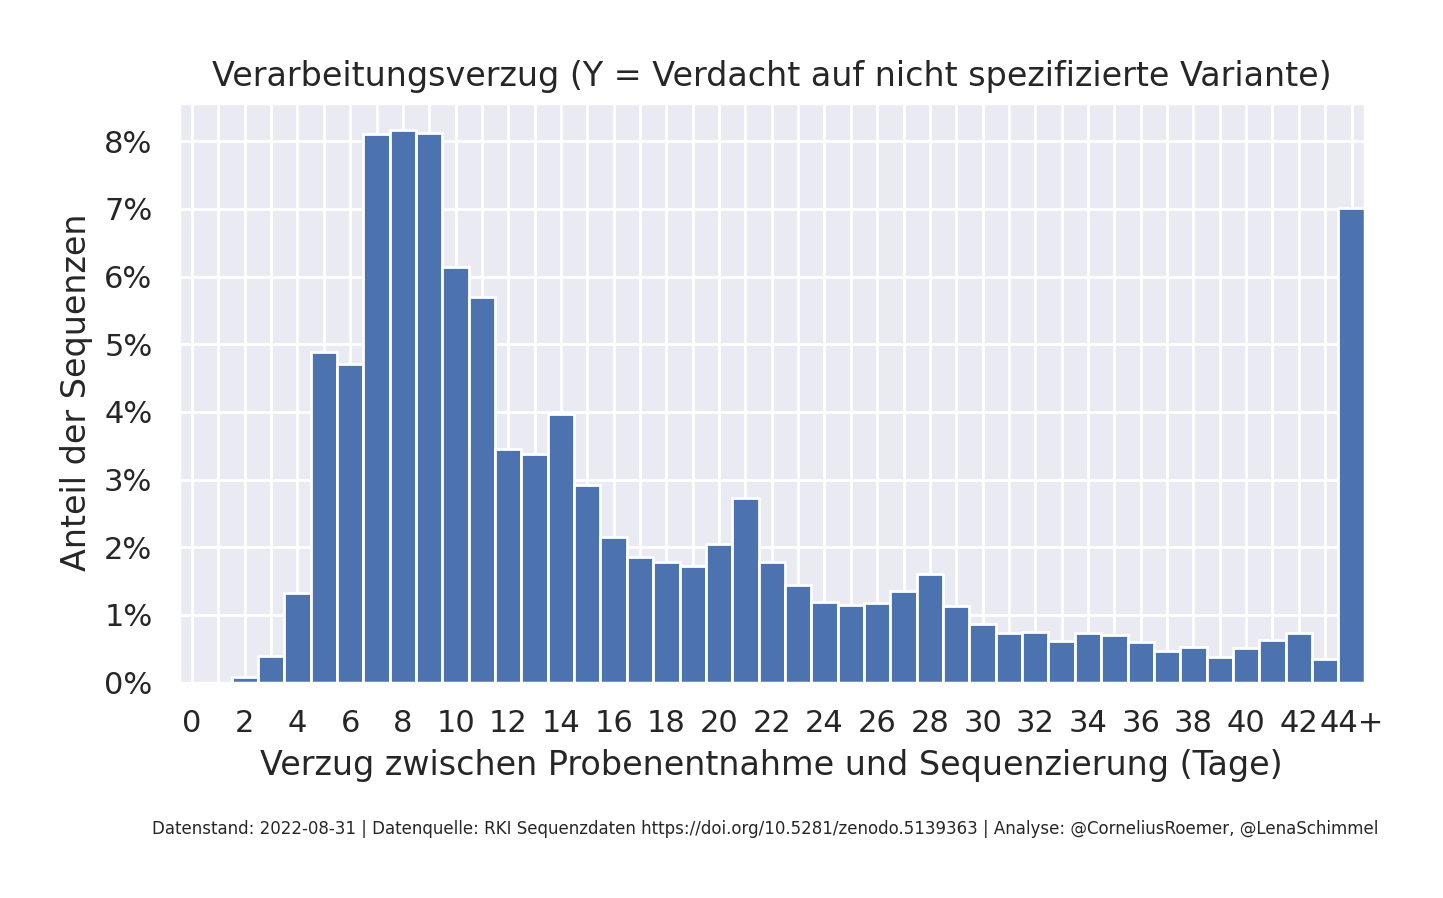 Verarbeitungsverzug (Y = Verdacht auf nicht spezifizierte Variante)
8%
7%
6%
5%
4%
3%
2%
1%
0%
Anteil der Sequenzen
0 2 4 6 8 10 12 14 16 18 20 22 24 26 28 30 32 34 36 38 40 42 44+
Verzug zwischen Probenentnahme und Sequenzierung (Tage)
Datenstand: 2022-08-31 | Datenquelle: RKI Sequenzdaten https://doi.org/10.5281/zenodo.5139363 | Analyse: @CorneliusRoemer, @LenaSchimmel